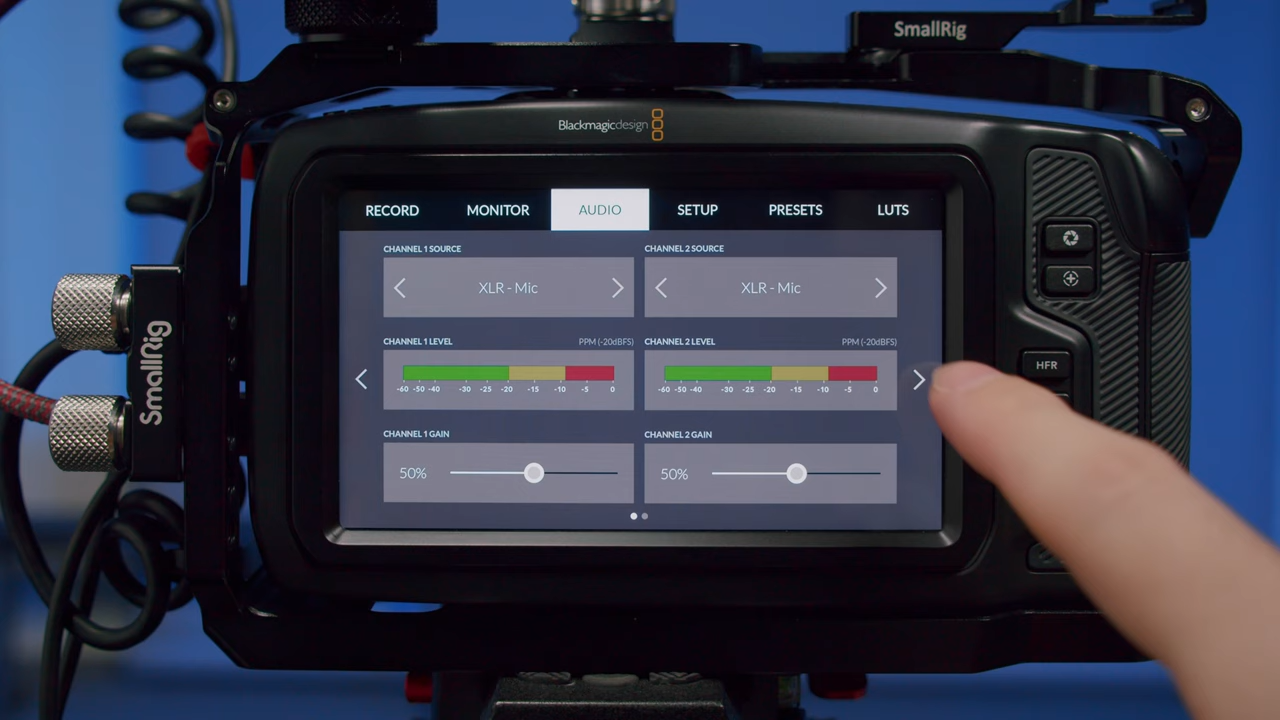 SmallRig
Blackmagicdesign
RECORD MONITOR AUDIO SETUP PRESETS LUTS
CHANNEL 1 SOURCE CHANNEL 2 SOURCE
XLR - Mic XLR - Mic
CHANNEL 1 LEVEL PPM (-20dBFS) CHANNEL 2 LEVEL PPM (-20dBFS)
-60 -50 -40 -30 -25 -20 -15 -10 -5 0 -60 -50 -40 -30 -25 -20 -15 -10 -5 0
CHANNEL 1 GAIN CHANNEL 2 GAIN
50% 50%
HFR
SmallRig